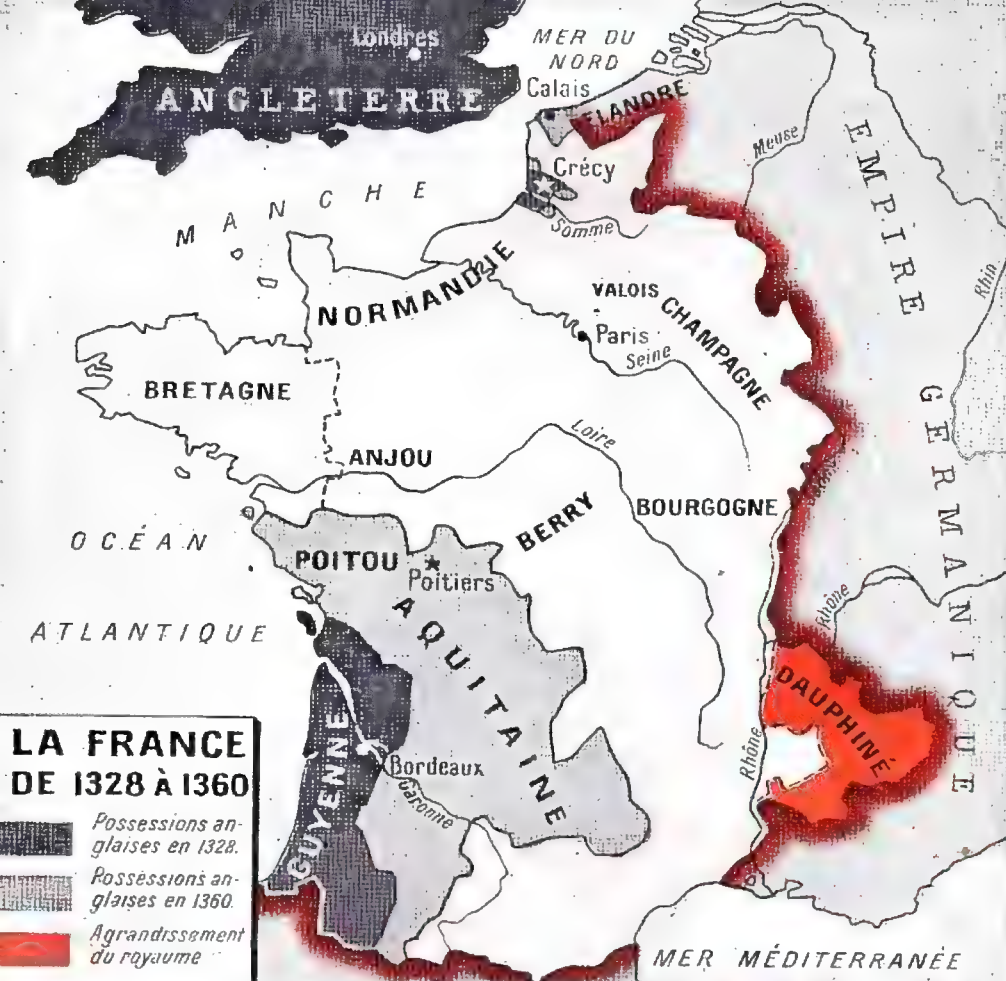 Londres
ANGLETERRE
MER DU
NORD
Calais
FLANDRE
Meuse
EMPIRE GERMANIQUE
Crécy
MANCHE
Somme
Rhin
NORMANDIE
VALOIS
CHAMPAGNE
Paris
Seine
BRETAGNE
ANJOU
Loire
BERRY
BOURGOGNE
OCÉAN
ATLANTIQUE
POITOU
Poitiers
AQUITAINE
Rhône
DAUPHINÉ
Rhône
GUYENNE
Bordeaux
Garonne
LA FRANCE
DE 1328 À 1360
Possessions an-
glaises en 1328.
Possessions an-
glaises en 1360.
Agrandissement
du royaume
MER MÉDITERRANÉE